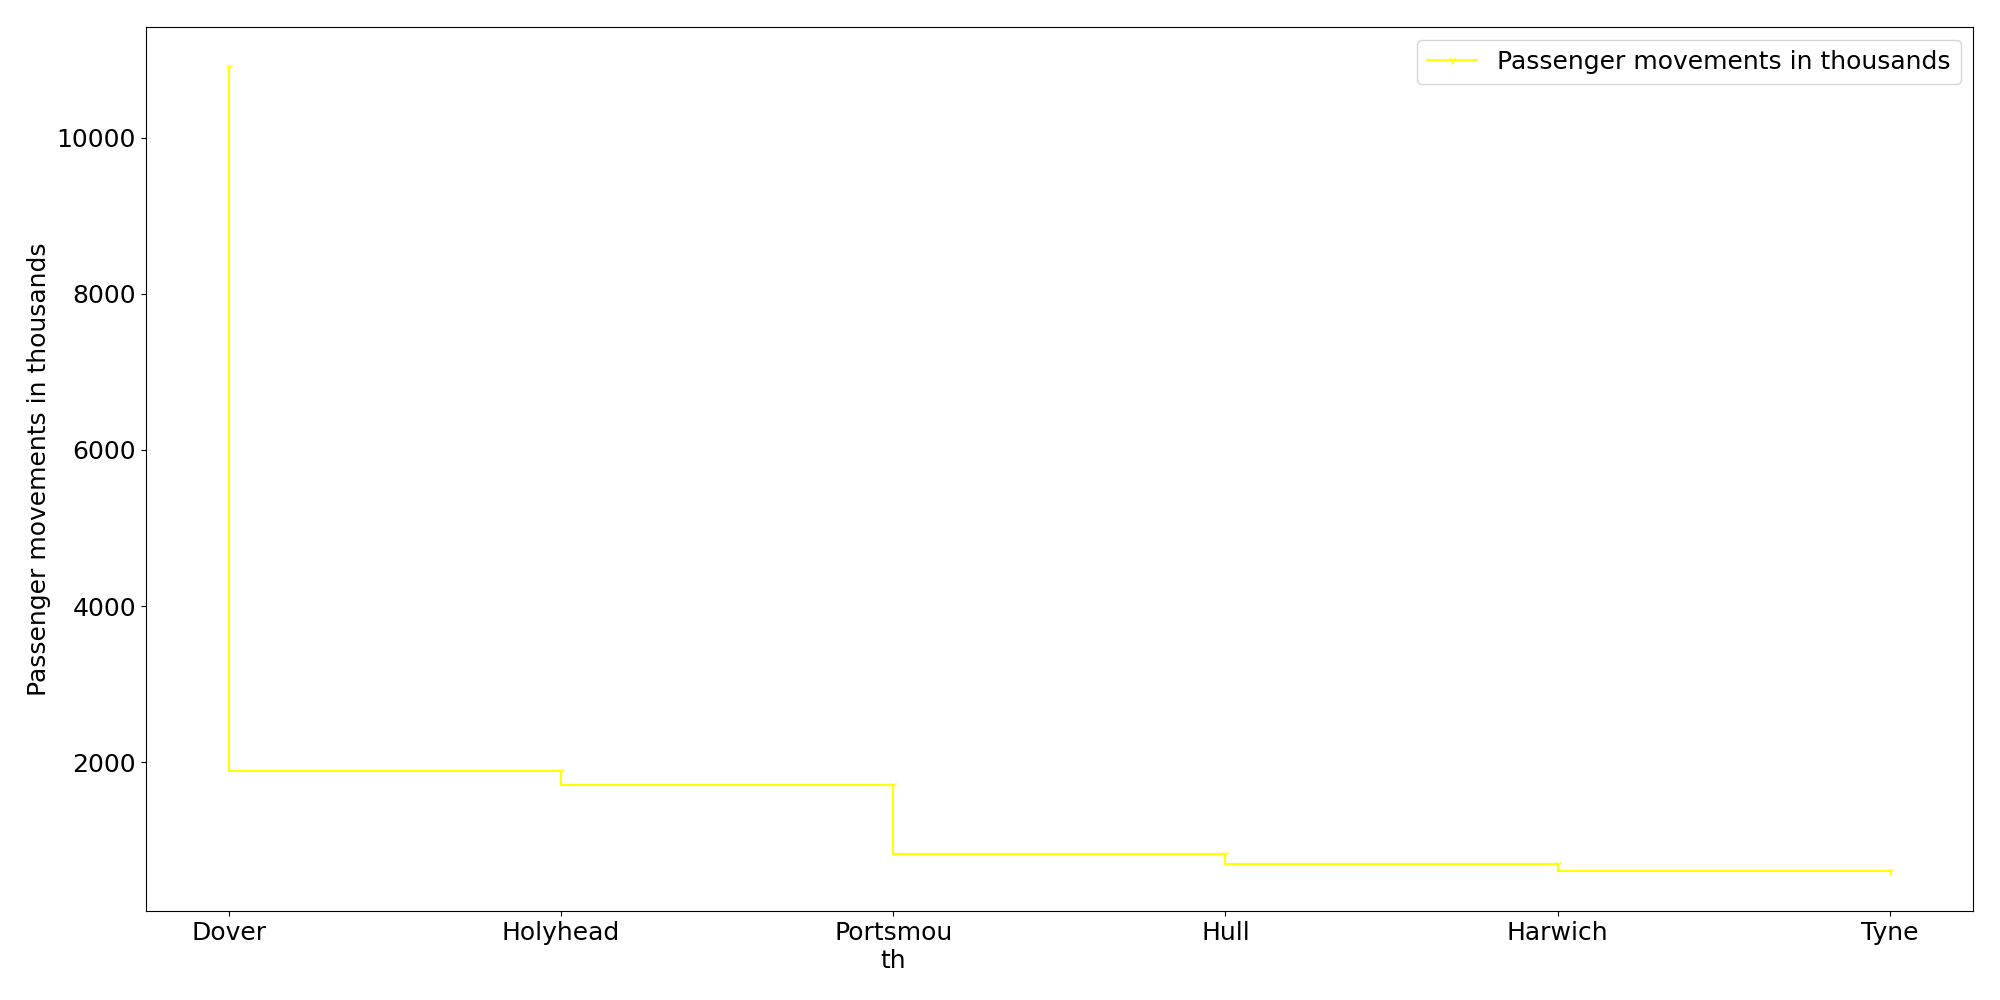 Passenger movements in thousands
Passenger movements in thousands
10000
8000
6000
4000
2000
Dover
Holyhead
Portsmou
th
Hull
Harwich
Tyne